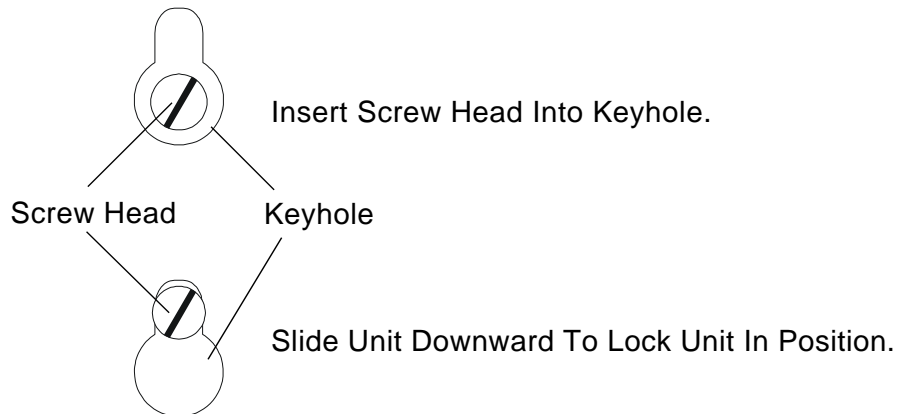 Insert Screw Head Into Keyhole.
Screw Head
Keyhole
Slide Unit Downward To Lock Unit In Position.